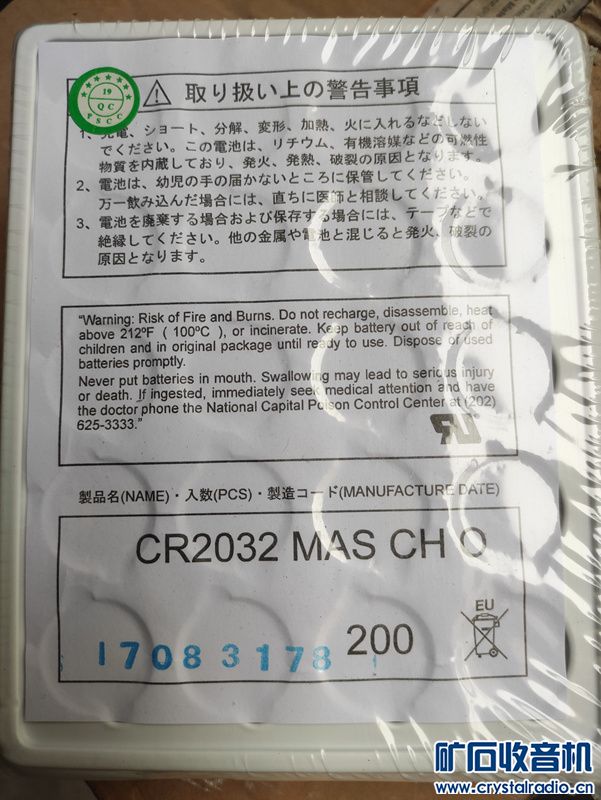 19
QC
PSCC
取り扱い上の警告事項
1、充電、ショート、分解、変形、加熱、火に入れるなどしない
でください。この電池は、リチウム、有機溶媒などの可燃性
物質を内蔵しており、発火、発熱、破裂の原因となります。
2、電池は、幼児の手の届かないところに保管してください。
万一飲み込んだ場合には、直ちに医師と相談してください。
3、電池を廃棄する場合および保存する場合には、テープなどで
絶縁してください。他の金属や電池と混じると発火、破裂の
原因となります。
"Warning: Risk of Fire and Burns. Do not recharge, disassemble, heat
above 212ºF ( 100ºC ), or incinerate. Keep battery out of reach of
children and in original package until ready to use. Dispose of used
batteries promptly.
Never put batteries in mouth. Swallowing may lead to serious injury
or death. If ingested, immediately seek medical attention and have
the doctor phone the National Capital Poison Control Center at (202)
625-3333."
製品名(NAME)・入数(PCS)・製造コード(MANUFACTURE DATE)
CR2032 MAS CH O
EU
17083178
200
矿石收音机
www.crystalradio.cn